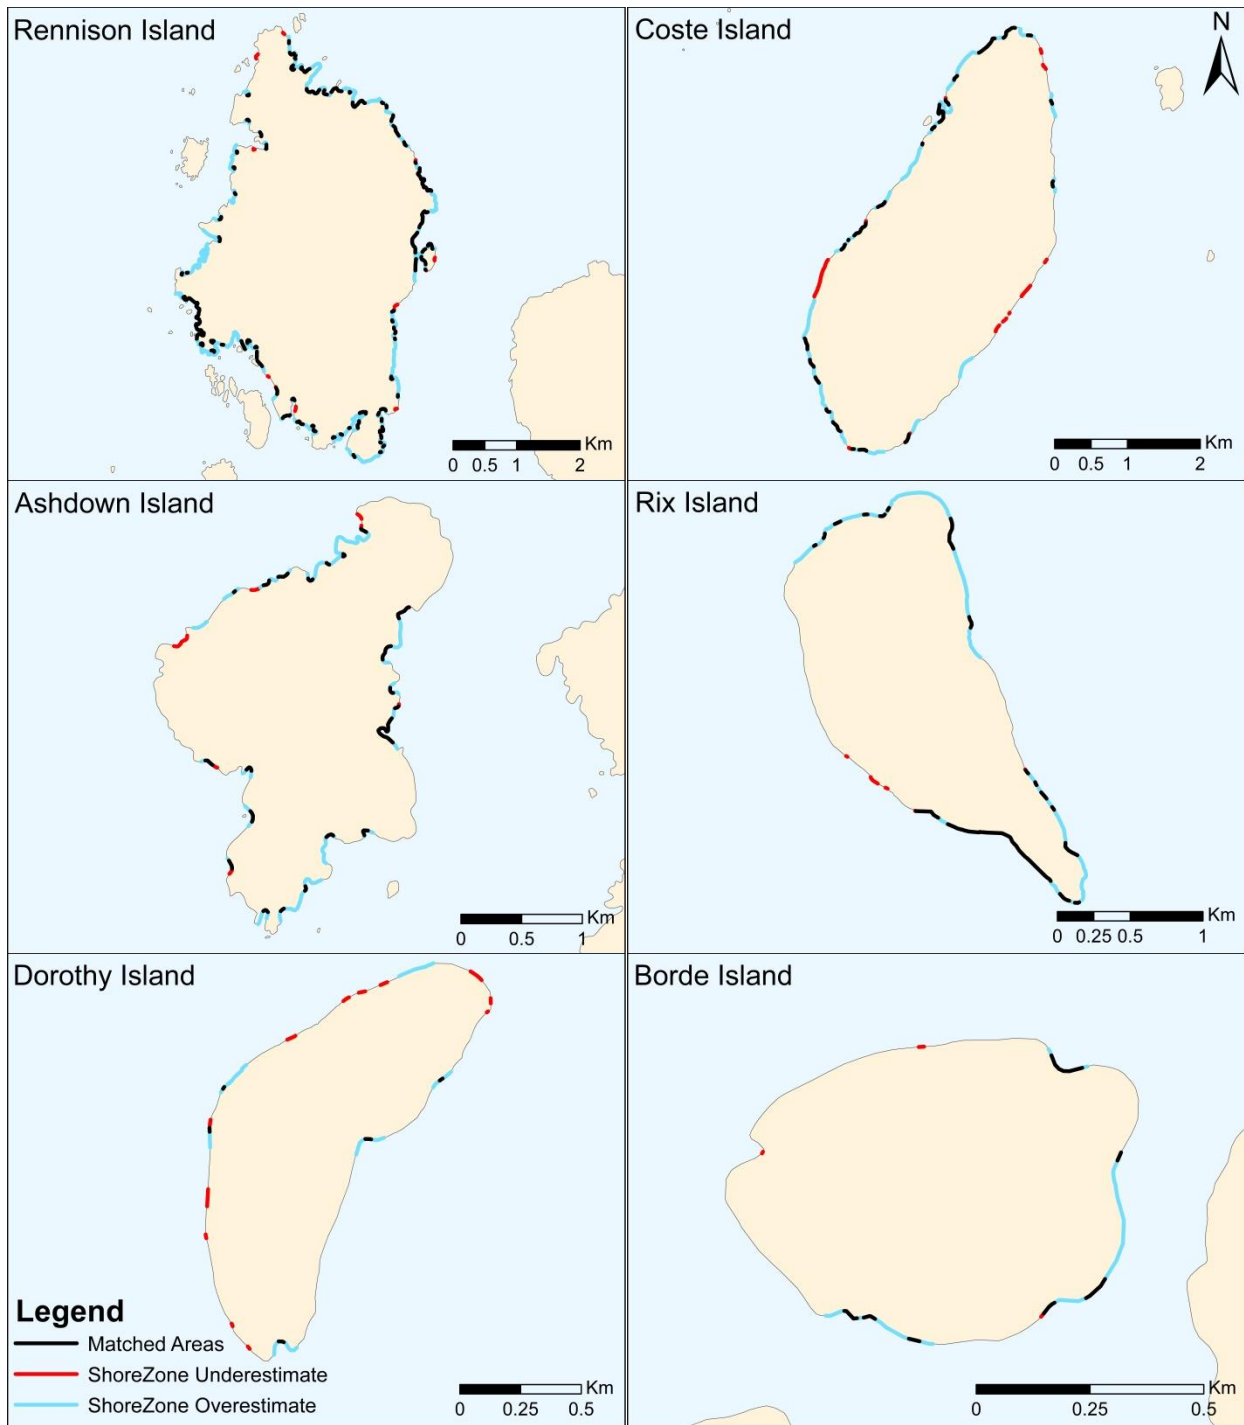 Rennison Island
Km
0 0.5 1 2
Coste Island
N
Km
0 0.5 1 2
Ashdown Island
Km
0 0.5 1
Rix Island
Km
0 0.25 0.5 1
Dorothy Island
Legend
Matched Areas
ShoreZone Underestimate
ShoreZone Overestimate
Km
0 0.25 0.5
Borde Island
Km
0 0.25 0.5